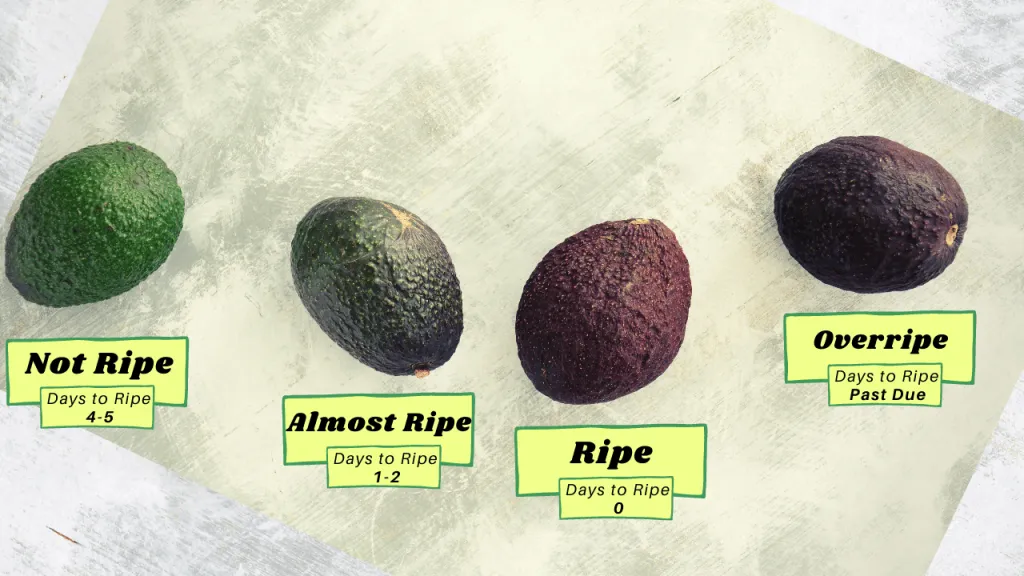 Not Ripe
Days to Ripe
4-5
Almost Ripe
Days to Ripe
1-2
Ripe
Days to Ripe
0
Overripe
Days to Ripe
Past Due